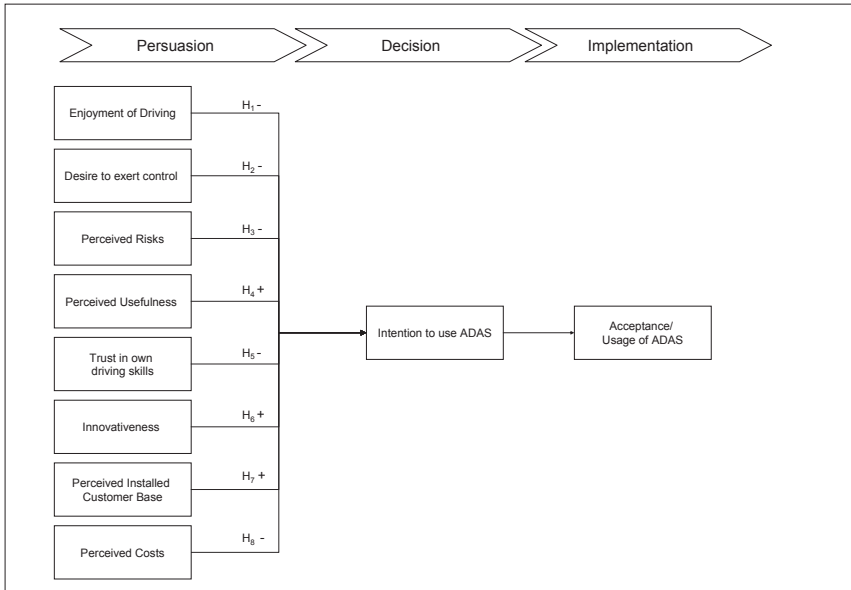 Persuasion
Decision
Implementation
Enjoyment of Driving
H₁ -
Desire to exert control
H₂ -
Perceived Risks
H₃ -
Perceived Usefulness
H₄ +
Trust in own
driving skills
H₅ -
Innovativeness
H₆ +
Perceived Installed
Customer Base
H₇ +
Perceived Costs
H₈ -
Intention to use ADAS
Acceptance/
Usage of ADAS